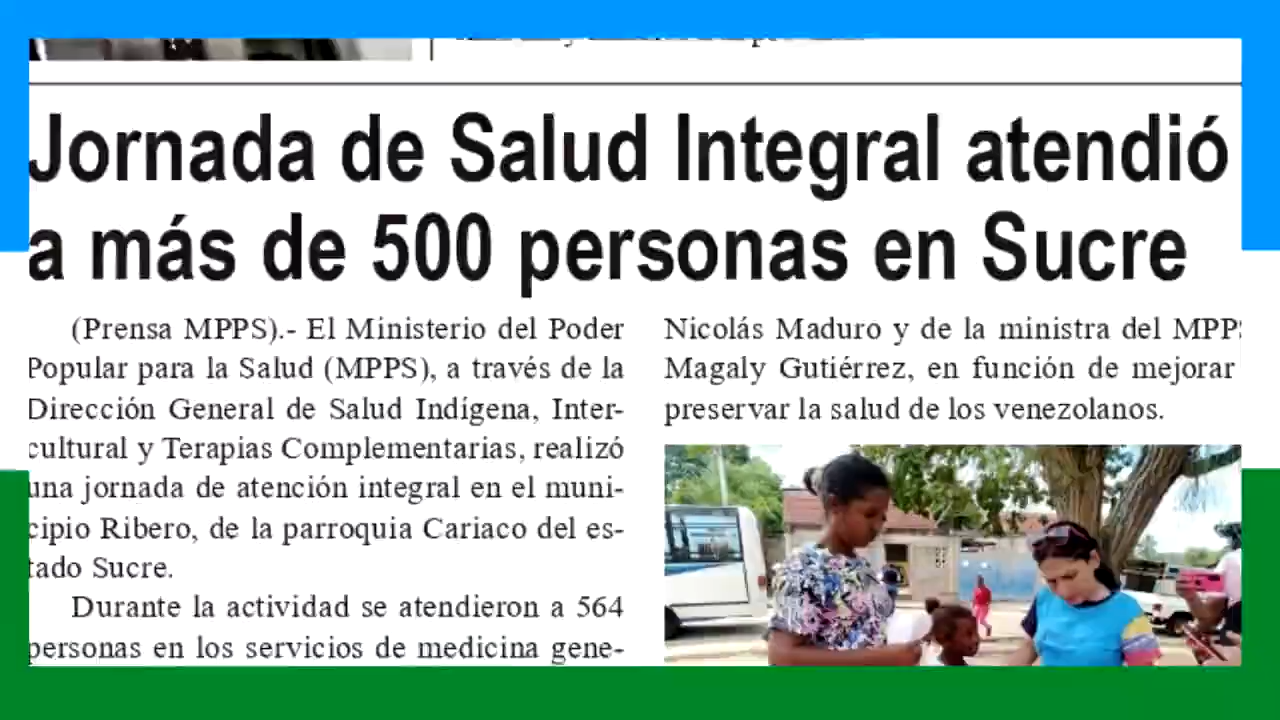 Jornada de Salud Integral atendió
a más de 500 personas en Sucre
(Prensa MPPS).- El Ministerio del Poder
Popular para la Salud (MPPS), a través de la
Dirección General de Salud Indígena, Inter-
cultural y Terapias Complementarias, realizó
una jornada de atención integral en el muni-
cipio Ribero, de la parroquia Cariaco del es-
tado Sucre.
Durante la actividad se atendieron a 564
personas en los servicios de medicina gene-
Nicolás Maduro y de la ministra del MPPS
Magaly Gutiérrez, en función de mejorar
preservar la salud de los venezolanos.